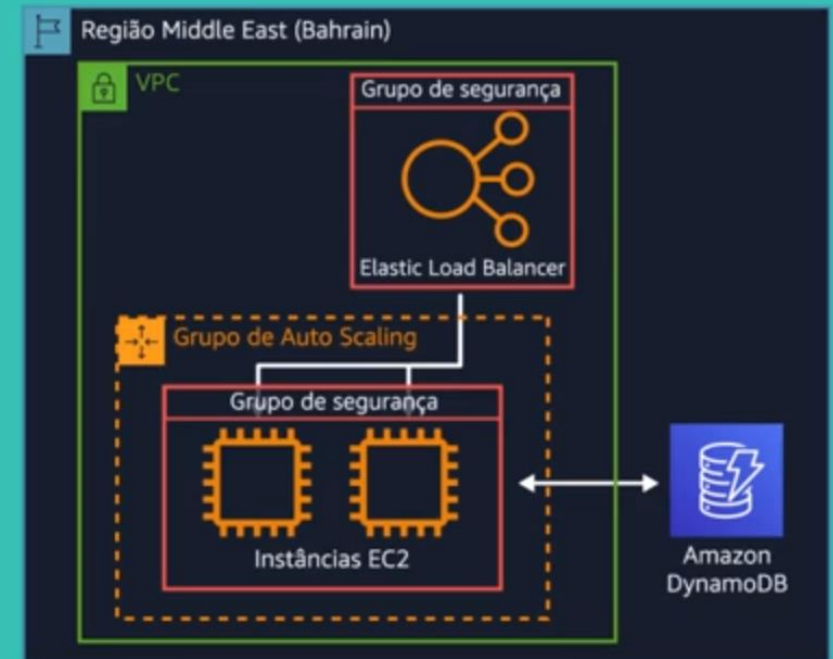 Região Middle East (Bahrain)
VPC
Grupo de segurança
Elastic Load Balancer
Grupo de Auto Scaling
Grupo de segurança
Instâncias EC2
Amazon
DynamoDB